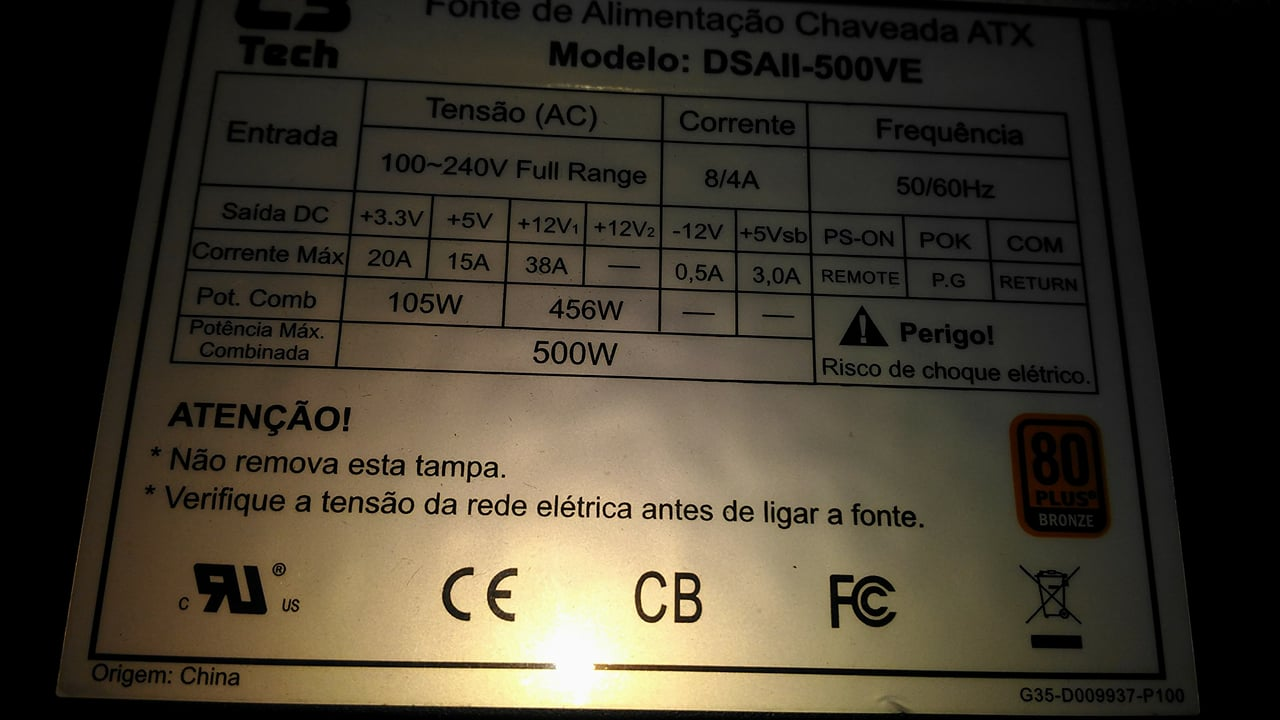 C3
Tech
Fonte de Alimentação Chaveada ATX
Modelo: DSAII-500VE
Entrada Tensão (AC) Corrente Frequência
100~240V Full Range 8/4A 50/60Hz
Saída DC +3.3V +5V +12V1 +12V2 -12V +5Vsb PS-ON POK COM
Corrente Máx 20A 15A 38A — 0,5A 3,0A REMOTE P.G RETURN
Pot. Comb 105W 456W — —
Potência Máx.
Combinada 500W
Perigo!
Risco de choque elétrico.
ATENÇÃO!
* Não remova esta tampa.
* Verifique a tensão da rede elétrica antes de ligar a fonte.
80
PLUS®
BRONZE
C RU ® US CE CB FC
Origem: China
G35-D009937-P100